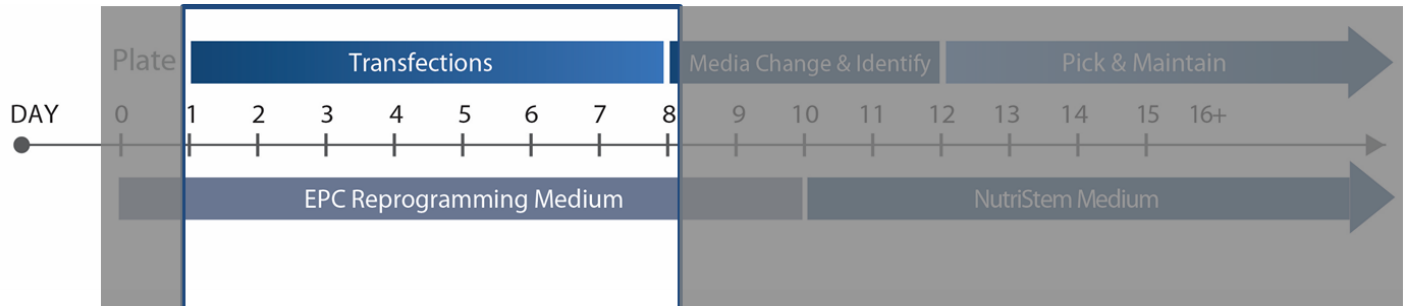 Plate Transfections Media Change & Identify Pick & Maintain
DAY 0 1 2 3 4 5 6 7 8 9 10 11 12 13 14 15 16+
EPC Reprogramming Medium NutriStem Medium